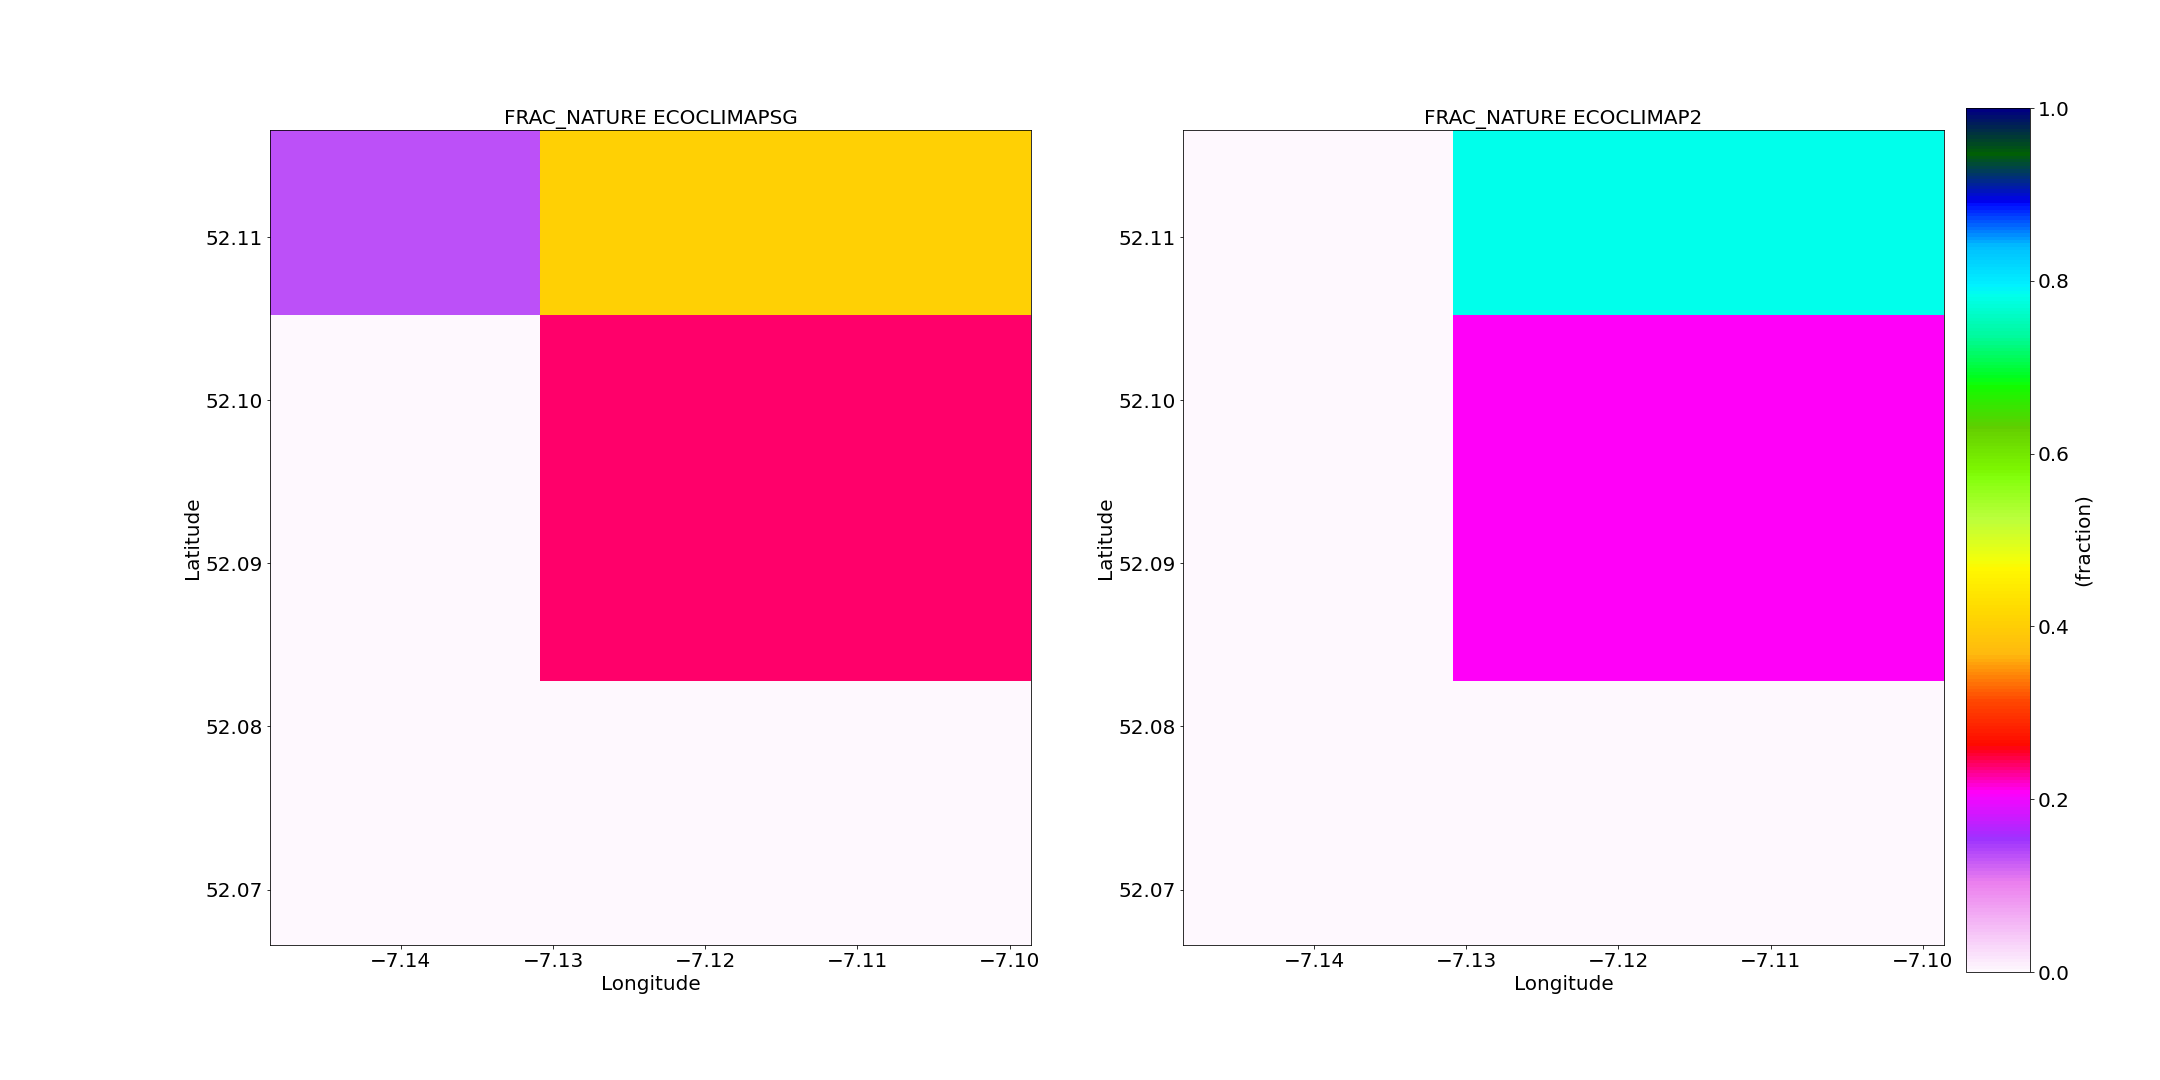 FRAC_NATURE ECOCLIMAPSG
52.11
52.10
52.09
52.08
52.07
Latitude
−7.14 −7.13 −7.12 −7.11 −7.10
Longitude
FRAC_NATURE ECOCLIMAP2
52.11
52.10
52.09
52.08
52.07
Latitude
−7.14 −7.13 −7.12 −7.11 −7.10
Longitude
1.0
0.8
0.6
0.4
0.2
0.0
(fraction)